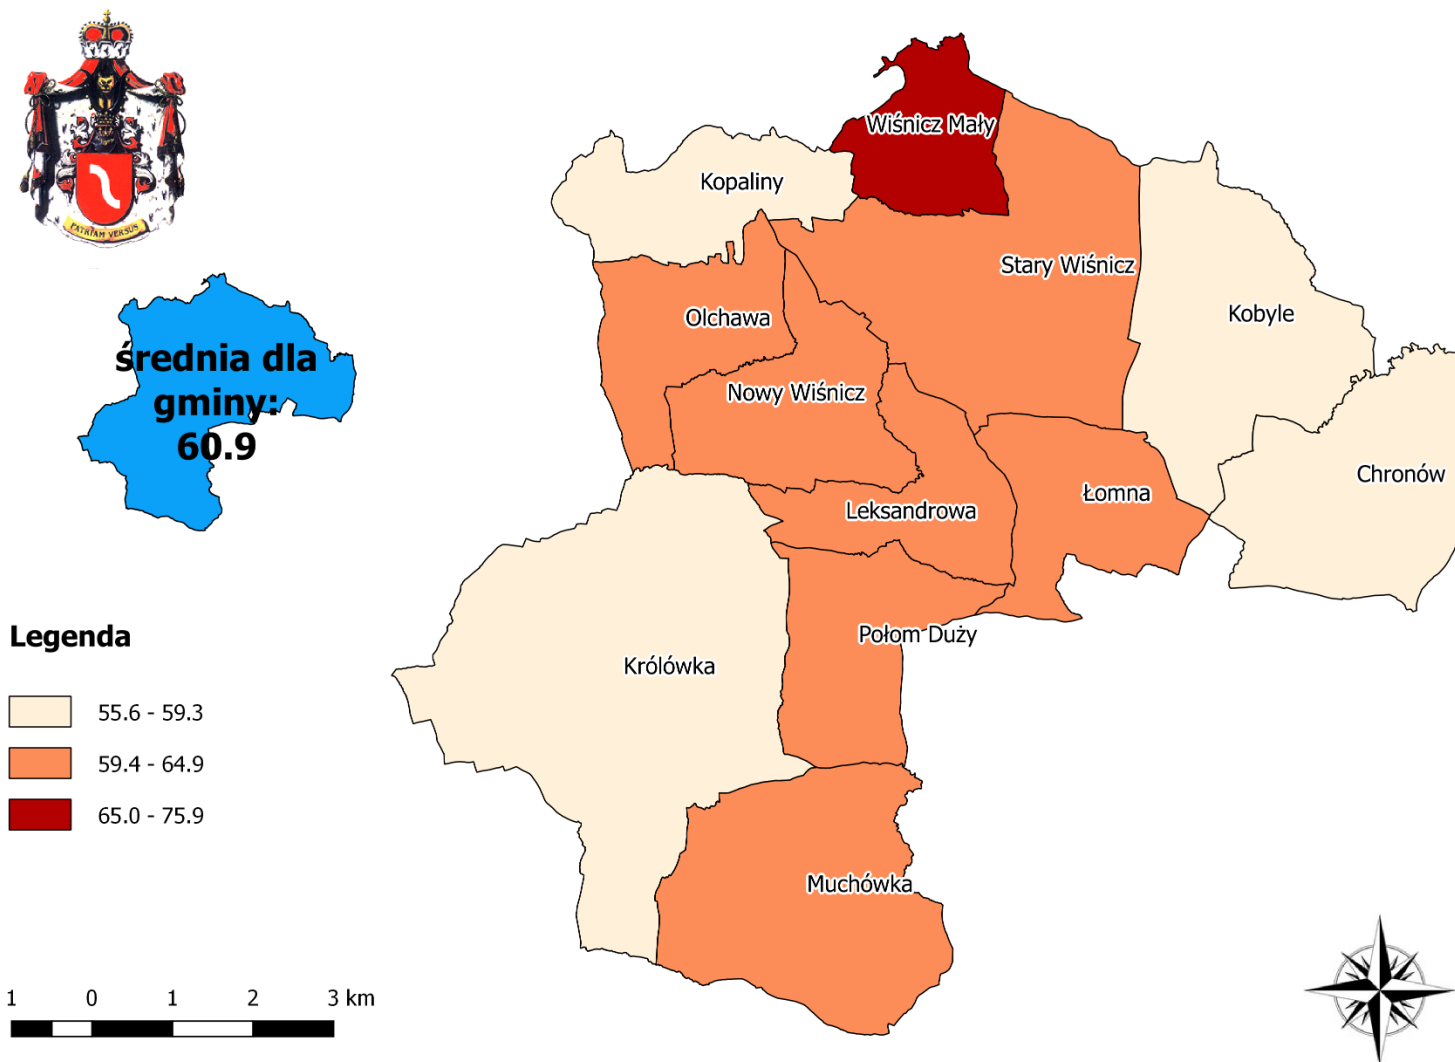 PATRIAM VERSUS
Wiśnicz Mały
Kopaliny
Stary Wiśnicz
Kobyle
Olchawa
Nowy Wiśnicz
Chronów
Łomna
Leksandrowa
Połom Duży
Królówka
Muchówka
średnia dla
gminy:
60.9
Legenda
55.6 - 59.3
59.4 - 64.9
65.0 - 75.9
1 0 1 2 3 km